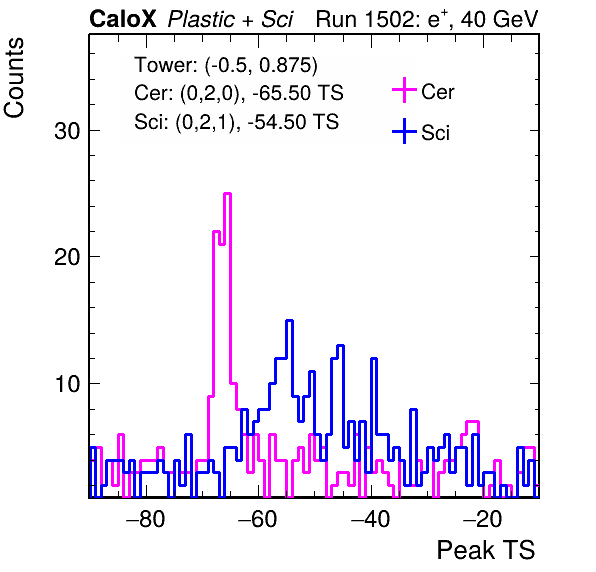 CaloX Plastic + Sci Run 1502: e+, 40 GeV
Counts
Tower: (-0.5, 0.875)
Cer: (0,2,0), -65.50 TS
Sci: (0,2,1), -54.50 TS
Cer
Sci
30
20
10
−80 −60 −40 −20
Peak TS